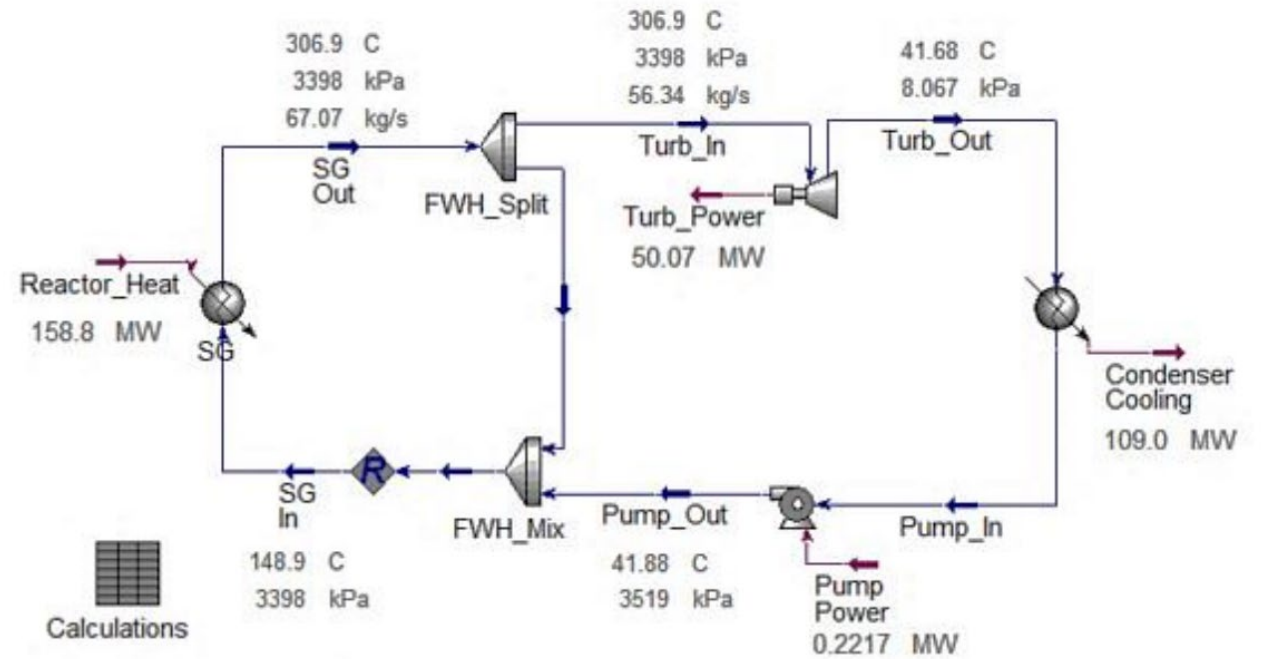 306.9 C
3398 kPa
67.07 kg/s
SG
Out
FWH_Split
306.9 C
3398 kPa
56.34 kg/s
Turb_In
41.68 C
8.067 kPa
Turb_Out
Turb_Power
50.07 MW
Reactor_Heat
158.8 MW
SG
Condenser
Cooling
109.0 MW
R
SG
In
148.9 C
3398 kPa
FWH_Mix
Pump_Out
41.88 C
3519 kPa
Pump_In
Pump
Power
0.2217 MW
Calculations